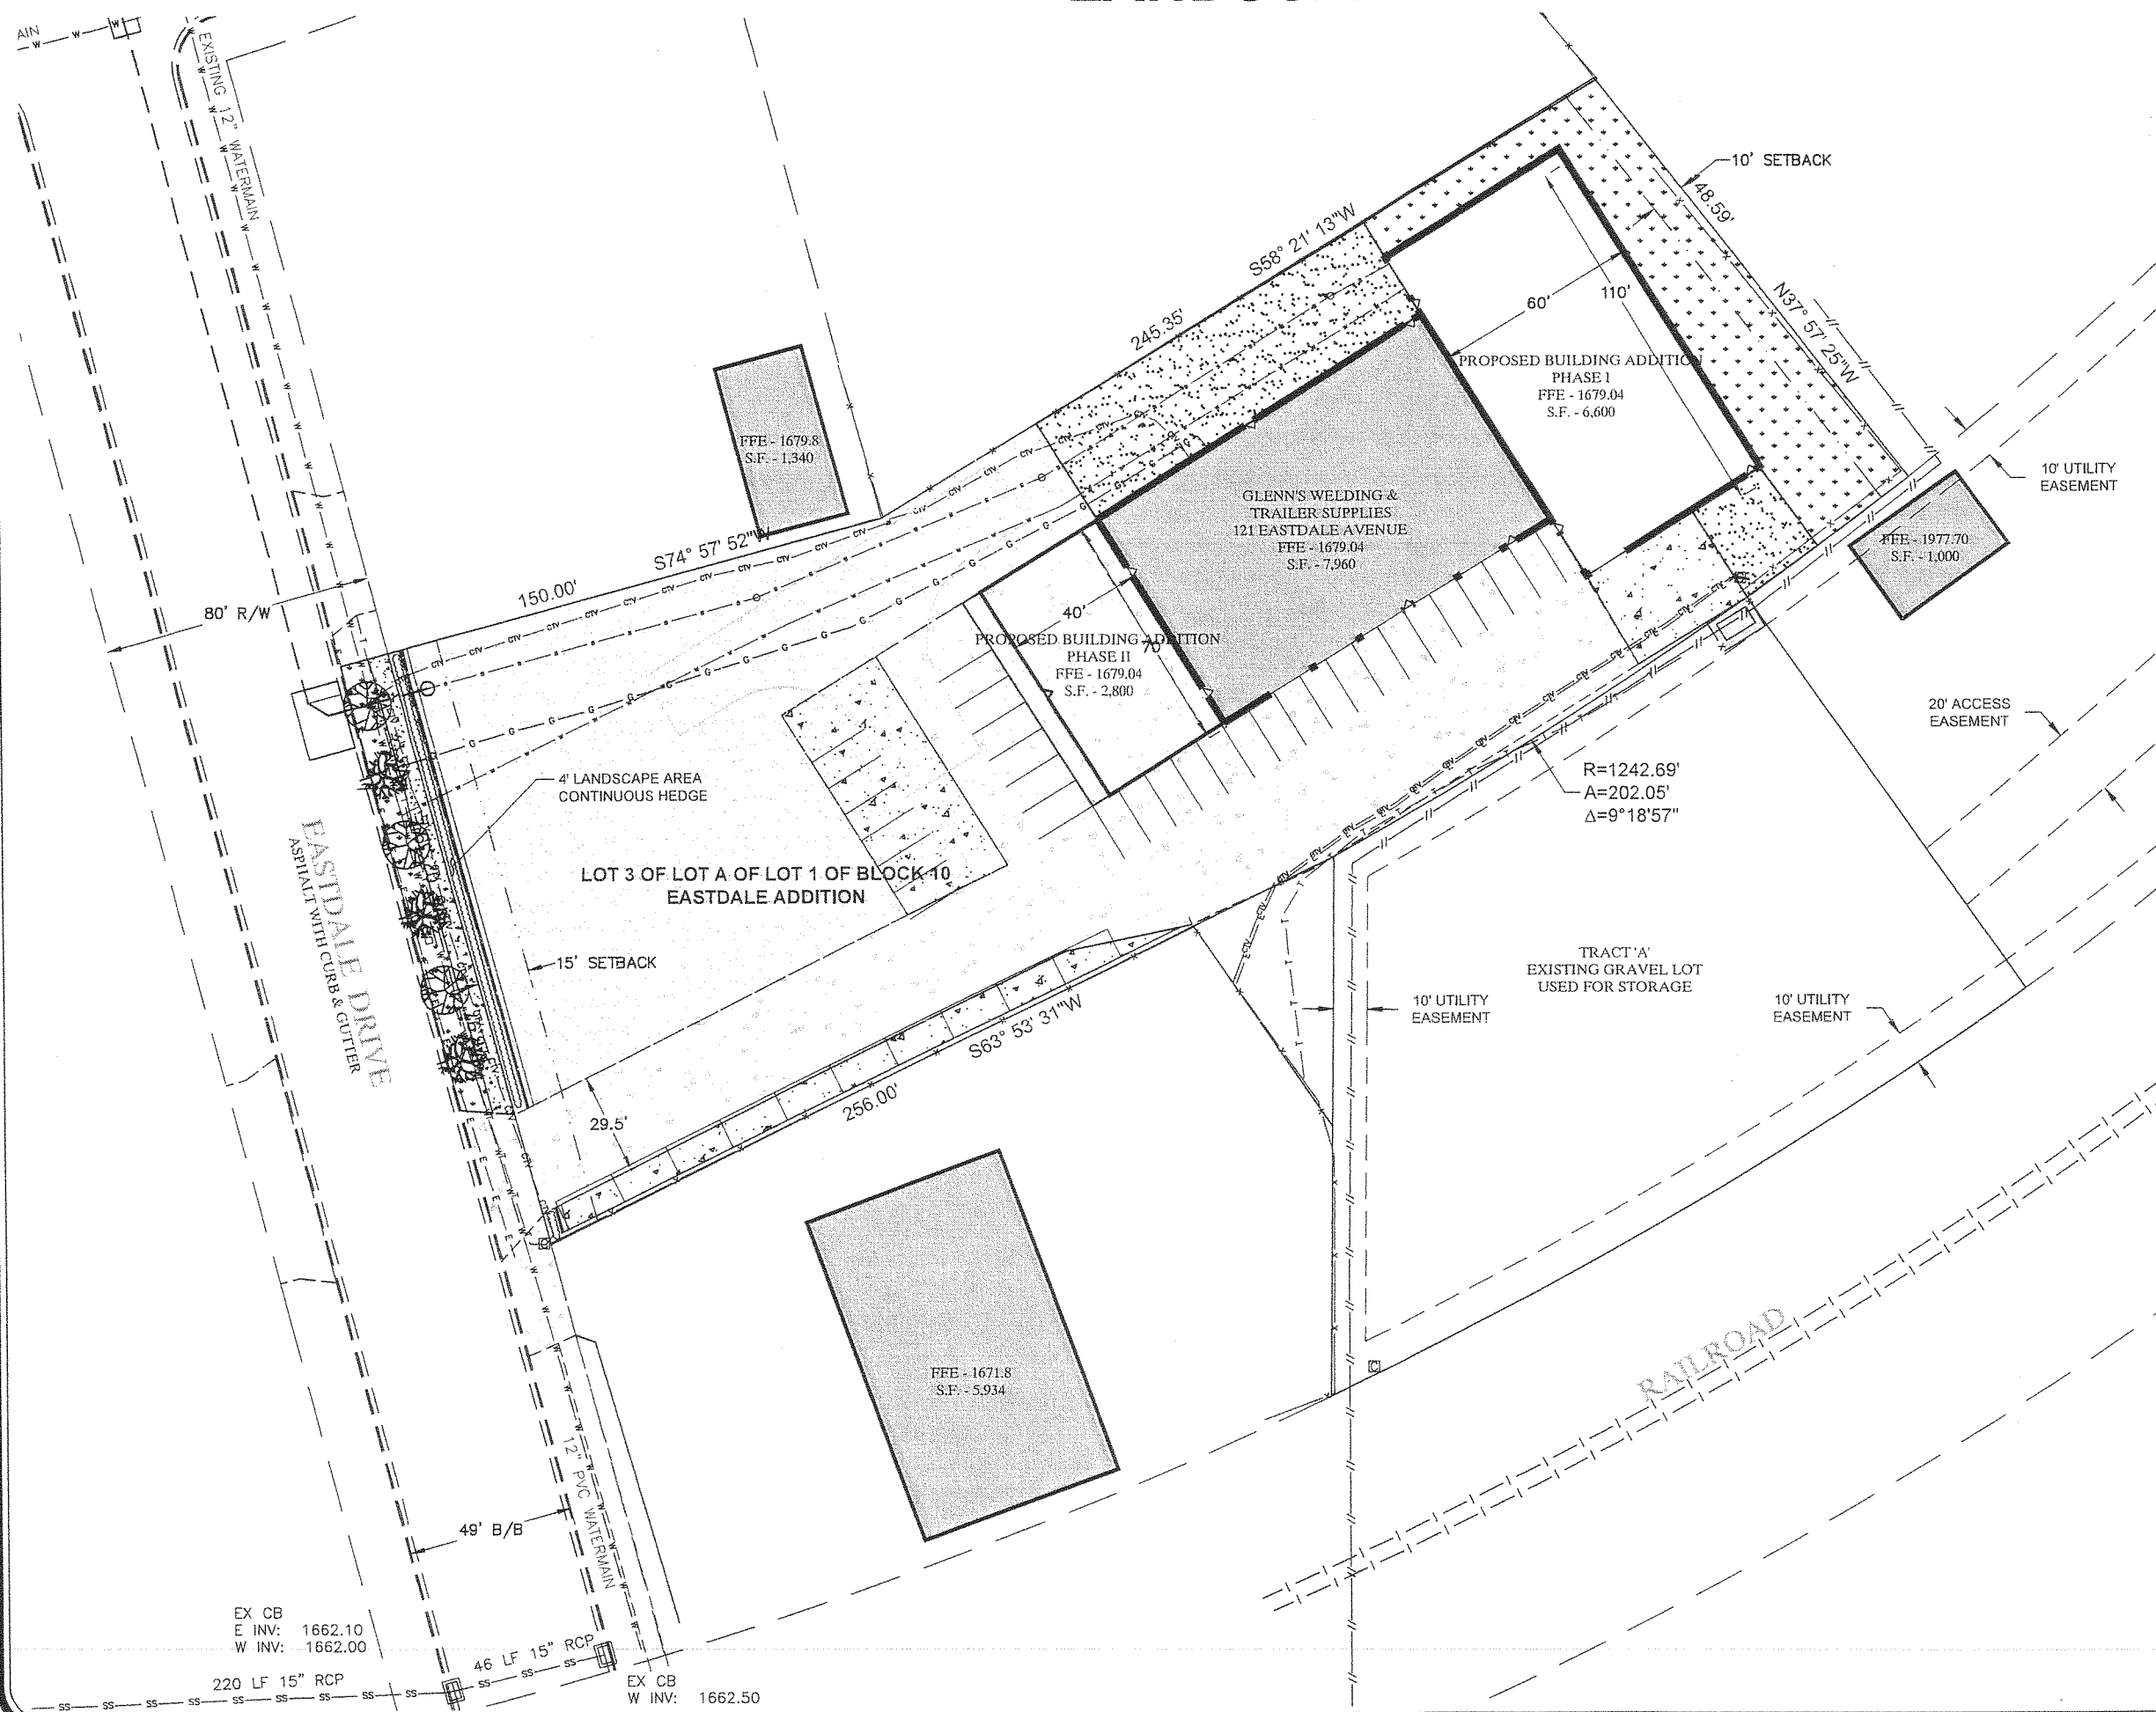 AIN
EXISTING 12" WATERMAIN
10' SETBACK
48.59'
S58° 21' 13"W
245.35'
N37° 57' 25"W
60'
110'
PROPOSED BUILDING ADDITION
PHASE I
FFE - 1679.04
S.F. - 6,600
FFE - 1679.8
S.F. - 1,340
10' UTILITY
EASEMENT
GLENN'S WELDING &
TRAILER SUPPLIES
121 EASTDALE AVENUE
FFE - 1679.04
S.F. - 7,960
FFE - 1977.70
S.F. - 1,000
S74° 57' 52"W
150.00'
80' R/W
40'
70'
PROPOSED BUILDING ADDITION
PHASE II
FFE - 1679.04
S.F. - 2,800
20' ACCESS
EASEMENT
4' LANDSCAPE AREA
CONTINUOUS HEDGE
R=1242.69'
A=202.05'
Δ=9°18'57"
EASTDALE DRIVE
ASPHALT WITH CURB & GUTTER
LOT 3 OF LOT A OF LOT 1 OF BLOCK 10
EASTDALE ADDITION
15' SETBACK
TRACT 'A'
EXISTING GRAVEL LOT
USED FOR STORAGE
10' UTILITY
EASEMENT
10' UTILITY
EASEMENT
S63° 53' 31"W
256.00'
29.5'
FFE - 1671.8
S.F. - 5,934
RAILROAD
12" PVC WATERMAIN
49' B/B
EX CB
E INV: 1662.10
W INV: 1662.00
46 LF 15" RCP
220 LF 15" RCP
EX CB
W INV: 1662.50